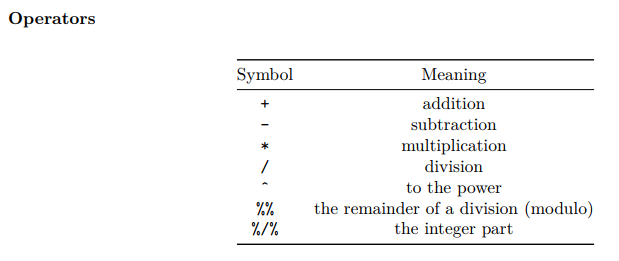 Operators
Symbol Meaning
+ addition
− subtraction
* multiplication
/ division
^ to the power
%% the remainder of a division (modulo)
%/% the integer part